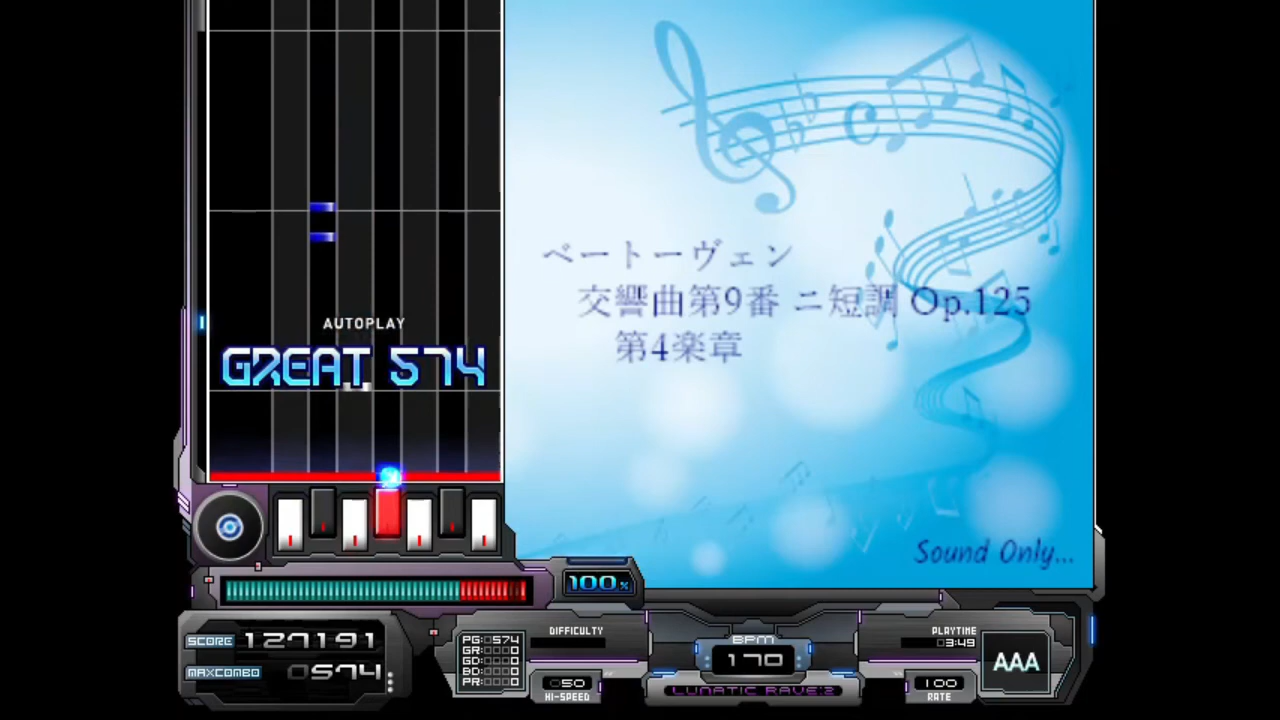 ベートーヴェン
交響曲第9番 ニ短調 Op.125
第4楽章
AUTOPLAY
GREAT 574
Sound Only...
100%
SCORE 127191
MAXCOMBO 0574
PG:0574
GR:0000
GD:0000
BD:0000
PR:0000
DIFFICULTY
050
HI-SPEED
BPM
170
LUNATIC RAVE:2
PLAYTIME
03:49
100
RATE
AAA